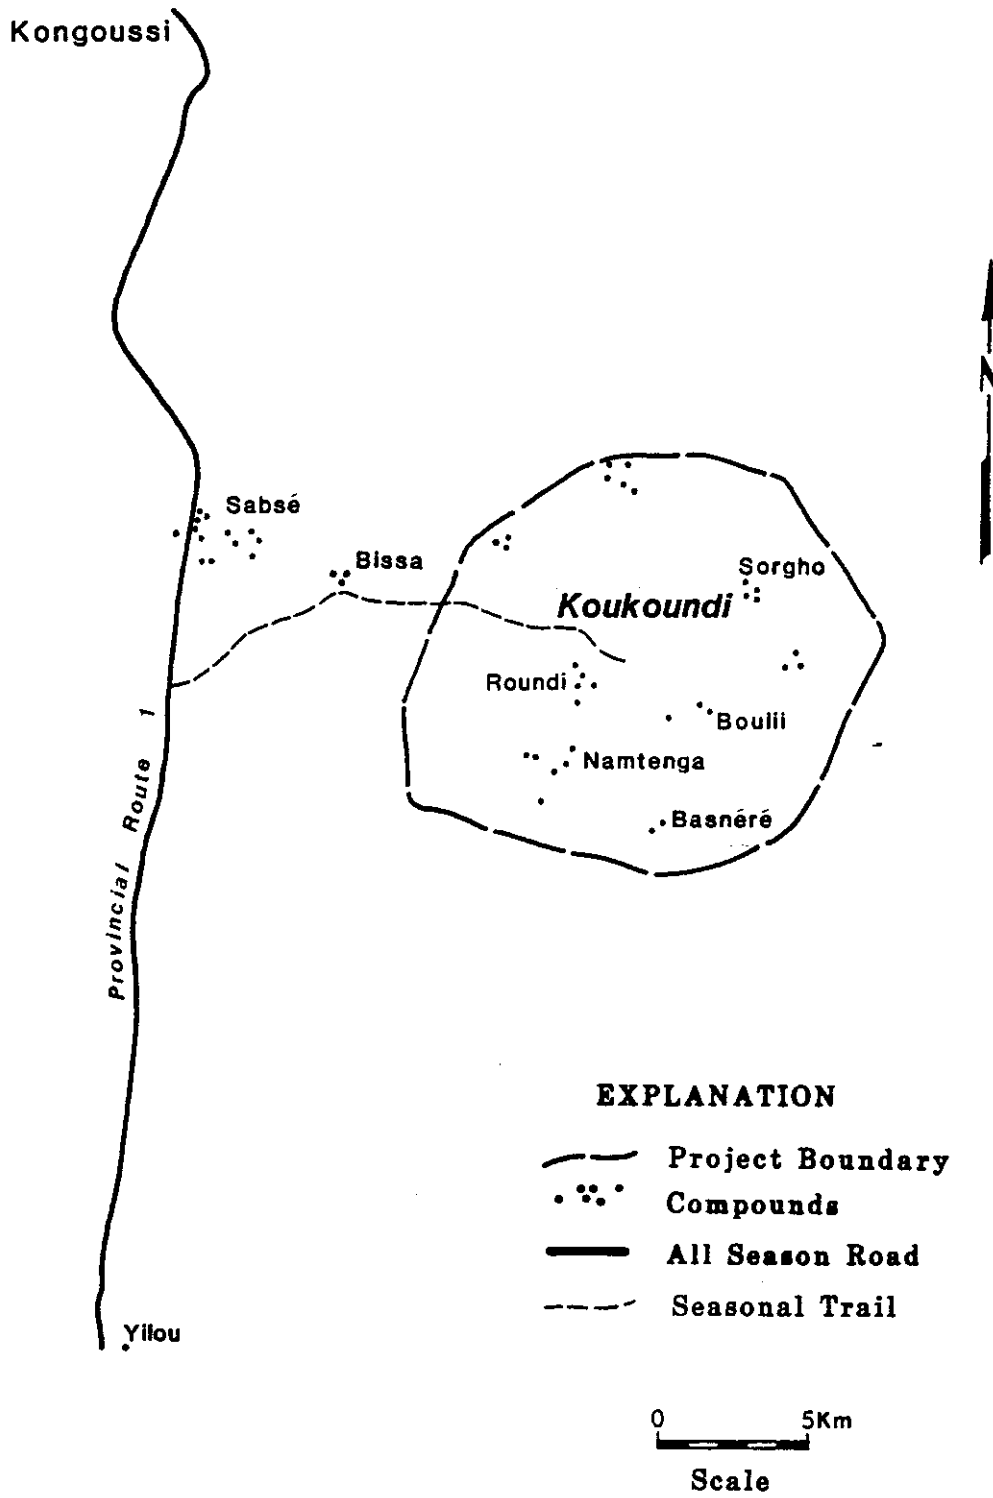 Kongoussi
N
Sabsé
Bissa
Sorgho
Koukoundi
Roundi
Boulii
Namtenga
Basnéré
Provincial Route 1
EXPLANATION
Project Boundary
Compounds
All Season Road
Seasonal Trail
Yilou
0 5Km
Scale